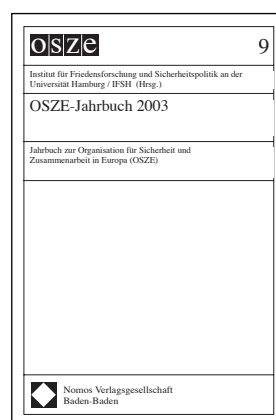 osze
9
Institut für Friedensforschung und Sicherheitspolitik an der
Universität Hamburg / IFSH (Hrsg.)
OSZE-Jahrbuch 2003
Jahrbuch zur Organisation für Sicherheit und
Zusammenarbeit in Europa (OSZE)
Nomos Verlagsgesellschaft
Baden-Baden